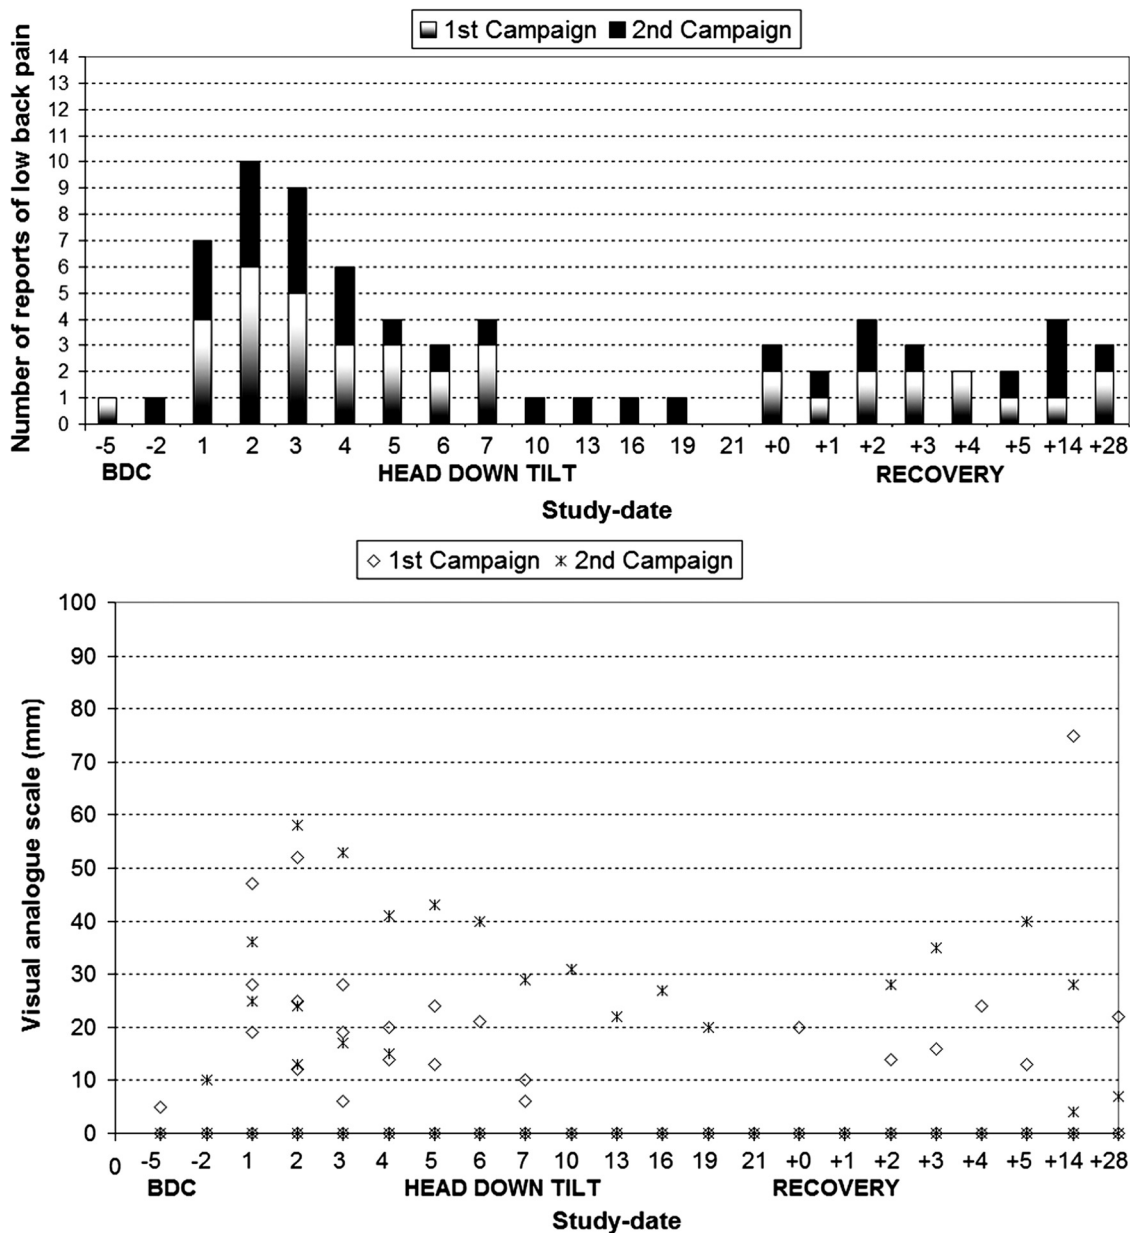 1st Campaign 2nd Campaign
Number of reports of low back pain
14
13
12
11
10
9
8
7
6
5
4
3
2
1
0
-5 -2 1 2 3 4 5 6 7 10 13 16 19 21 +0 +1 +2 +3 +4 +5 +14 +28
BDC HEAD DOWN TILT RECOVERY
Study-date
1st Campaign 2nd Campaign
Visual analogue scale (mm)
100
90
80
70
60
50
40
30
20
10
0
0 -5 -2 1 2 3 4 5 6 7 10 13 16 19 21 +0 +1 +2 +3 +4 +5 +14 +28
BDC HEAD DOWN TILT RECOVERY
Study-date